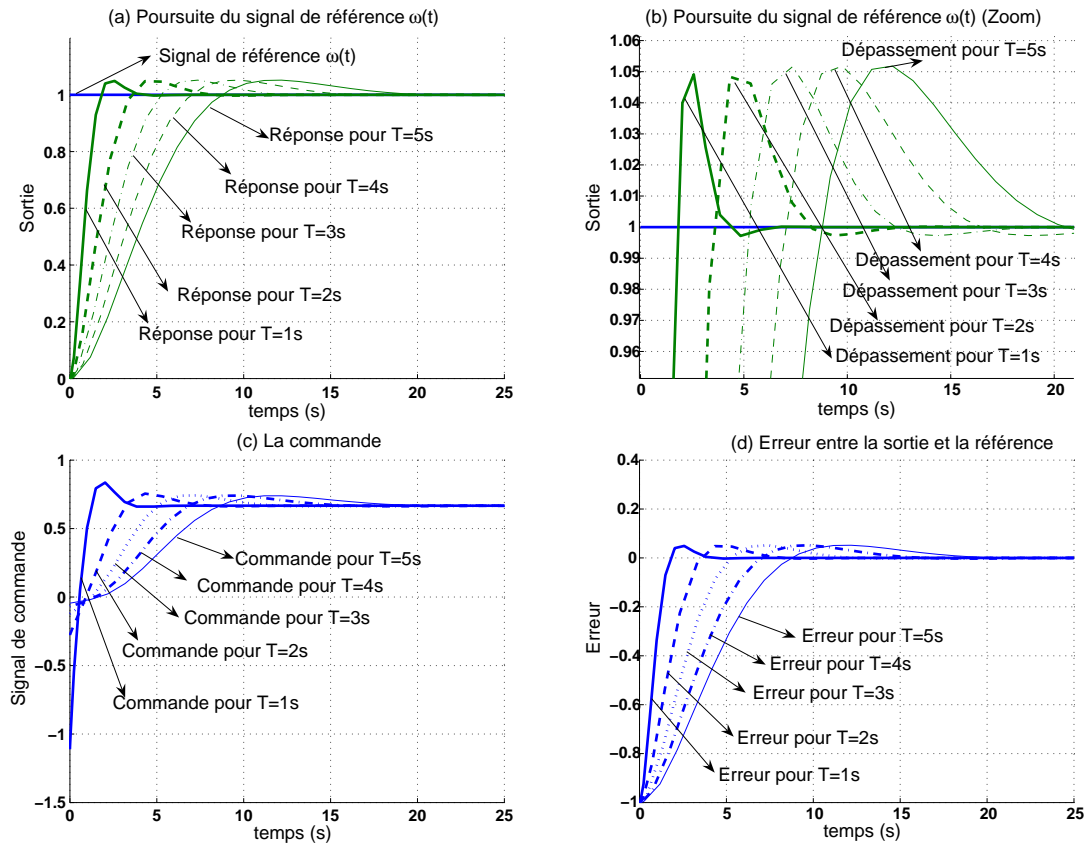 (a) Poursuite du signal de référence ω(t)
Sortie
1
0.8
0.6
0.4
0.2
0
0
5
10
15
20
25
temps (s)
Signal de référence ω(t)
Réponse pour T=5s
Réponse pour T=4s
Réponse pour T=3s
Réponse pour T=2s
Réponse pour T=1s
(b) Poursuite du signal de référence ω(t) (Zoom)
Sortie
1.06
1.05
1.04
1.03
1.02
1.01
1
0.99
0.98
0.97
0.96
0
5
10
15
20
temps (s)
Dépassement pour T=5s
Dépassement pour T=4s
Dépassement pour T=3s
Dépassement pour T=2s
Dépassement pour T=1s
(c) La commande
Signal de commande
1
0.5
0
−0.5
−1
−1.5
0
5
10
15
20
25
temps (s)
Commande pour T=5s
Commande pour T=4s
Commande pour T=3s
Commande pour T=2s
Commande pour T=1s
(d) Erreur entre la sortie et la référence
Erreur
0.4
0.2
0
−0.2
−0.4
−0.6
−0.8
−1
0
5
10
15
20
25
temps (s)
Erreur pour T=5s
Erreur pour T=4s
Erreur pour T=3s
Erreur pour T=2s
Erreur pour T=1s